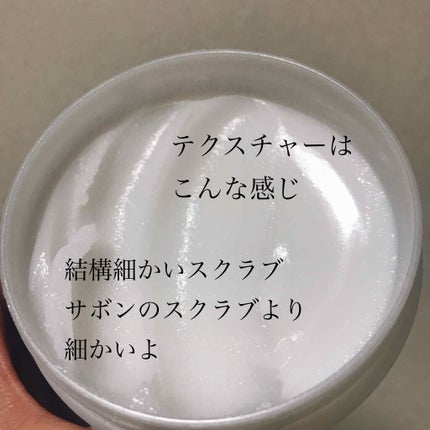 テクスチャーは
こんな感じ
結構細かいスクラブ
サボンのスクラブより
細かいよ